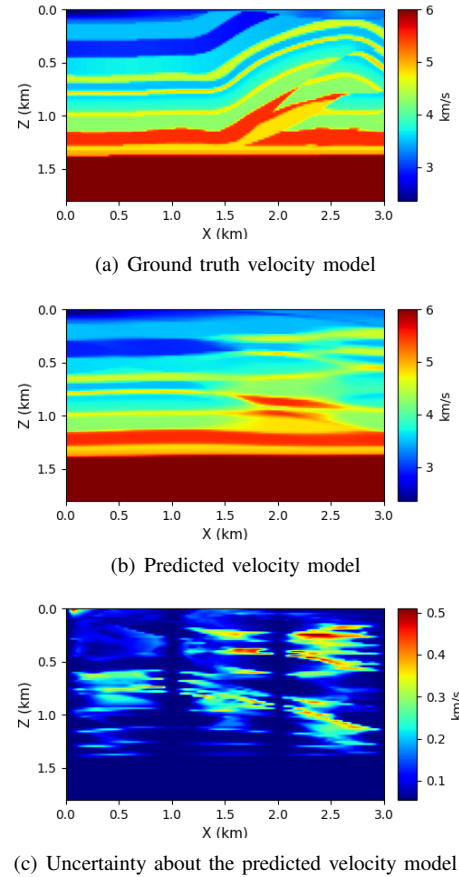 0.0
0.5
1.0
1.5
Z (km)
0.0 0.5 1.0 1.5 2.0 2.5 3.0
X (km)
6
5
4
3
km/s
(a) Ground truth velocity model
0.0
0.5
1.0
1.5
Z (km)
0.0 0.5 1.0 1.5 2.0 2.5 3.0
X (km)
6
5
4
3
km/s
(b) Predicted velocity model
0.0
0.5
1.0
1.5
Z (km)
0.0 0.5 1.0 1.5 2.0 2.5 3.0
X (km)
0.5
0.4
0.3
0.2
0.1
km/s
(c) Uncertainty about the predicted velocity model